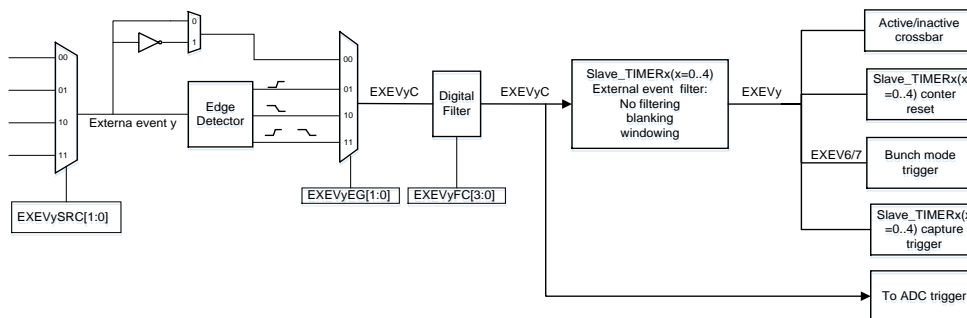 00
01
10
11
EXEVySRC[1:0]
Externa event y
0
1
Edge
Detector
00
01
10
11
EXEVyEG[1:0]
EXEVyC
Digital
Filter
EXEVyFC[3:0]
EXEVyC
Slave_TIMERx(x=0..4)
External event filter:
No filtering
blanking
windowing
EXEVy
Active/inactive
crossbar
Slave_TIMERx(x
=0..4) conter
reset
EXEV6/7
Bunch mode
trigger
Slave_TIMERx(x
=0..4) capture
trigger
To ADC trigger